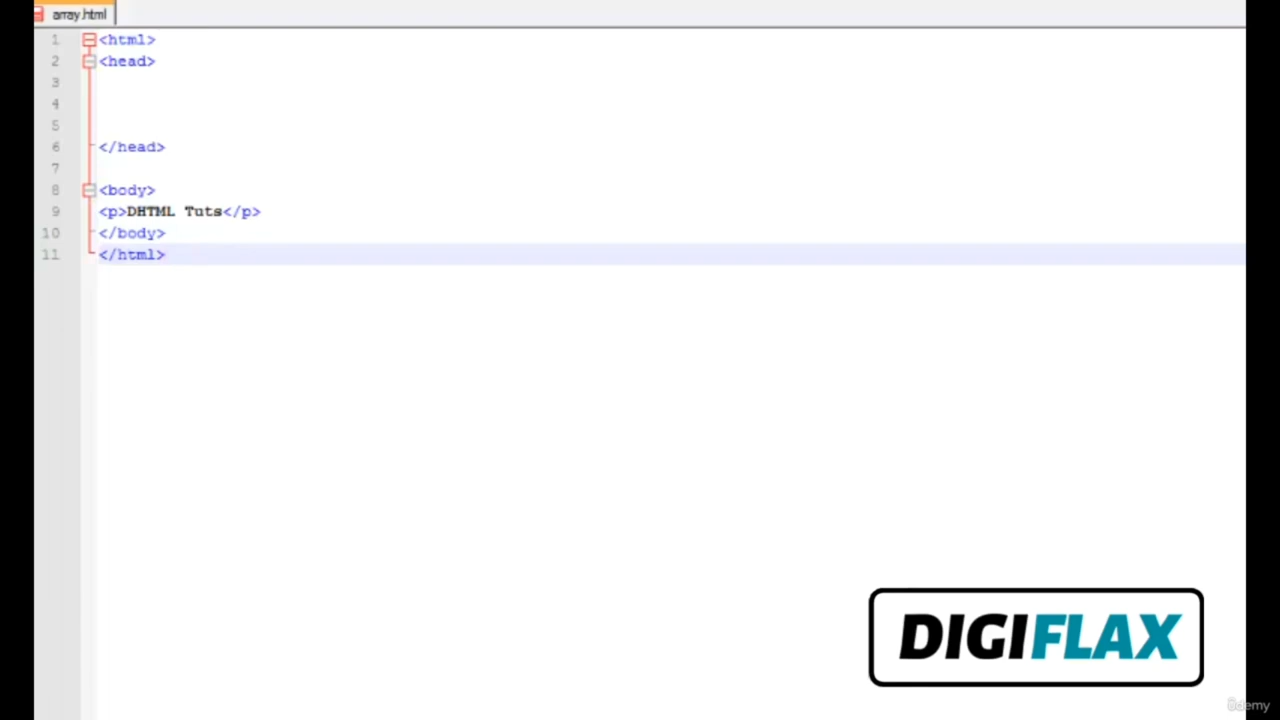 array.html
1 <html>
2 <head>
3
4
5
6 </head>
7
8 <body>
9 <p>DHTML Tuts</p>
10 </body>
11 </html>
DIGIFLAX
ûdemy